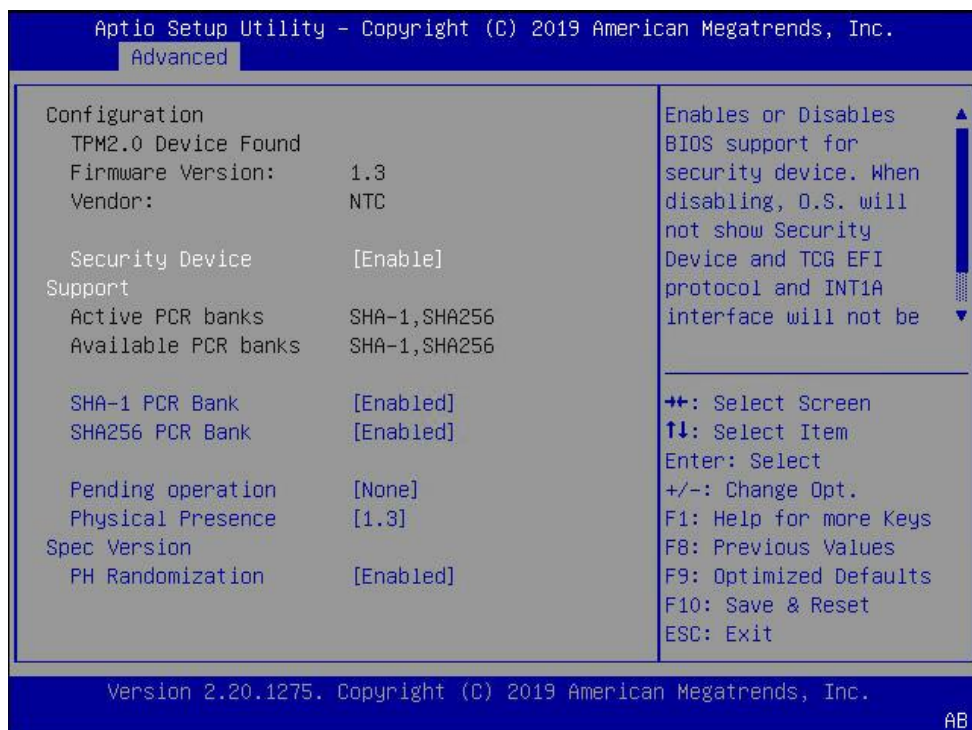 Aptio Setup Utility – Copyright (C) 2019 American Megatrends, Inc.
Advanced
Configuration
TPM2.0 Device Found
Firmware Version: 1.3
Vendor: NTC
Security Device [Enable]
Support
Active PCR banks SHA-1,SHA256
Available PCR banks SHA-1,SHA256
SHA-1 PCR Bank [Enabled]
SHA256 PCR Bank [Enabled]
Pending operation [None]
Physical Presence [1.3]
Spec Version
PH Randomization [Enabled]
Enables or Disables
BIOS support for
security device. When
disabling, O.S. will
not show Security
Device and TCG EFI
protocol and INT1A
interface will not be
→←: Select Screen
↑↓: Select Item
Enter: Select
+/-: Change Opt.
F1: Help for more Keys
F8: Previous Values
F9: Optimized Defaults
F10: Save & Reset
ESC: Exit
Version 2.20.1275. Copyright (C) 2019 American Megatrends, Inc.
AB